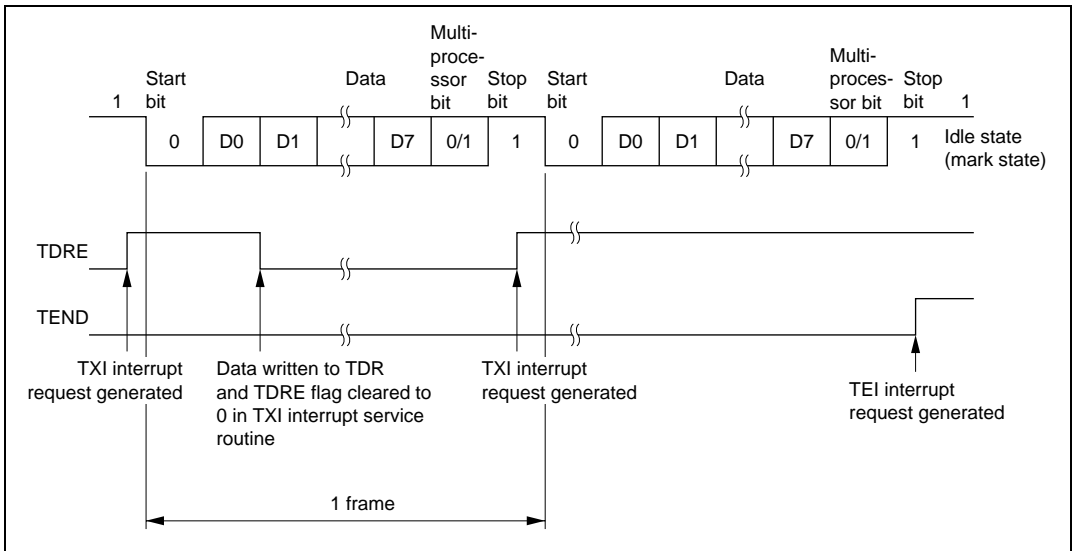 Multi-
proce-
ssor
bit
Start
bit
Data
Stop
bit
Start
bit
Data
Multi-
proces-
sor bit
Stop
bit
1
1
0
D0
D1
D7
0/1
1
0
D0
D1
D7
0/1
1
Idle state
(mark state)
TDRE
TEND
TXI interrupt
request generated
Data written to TDR
and TDRE flag cleared to
0 in TXI interrupt service
routine
TXI interrupt
request generated
TEI interrupt
request generated
1 frame